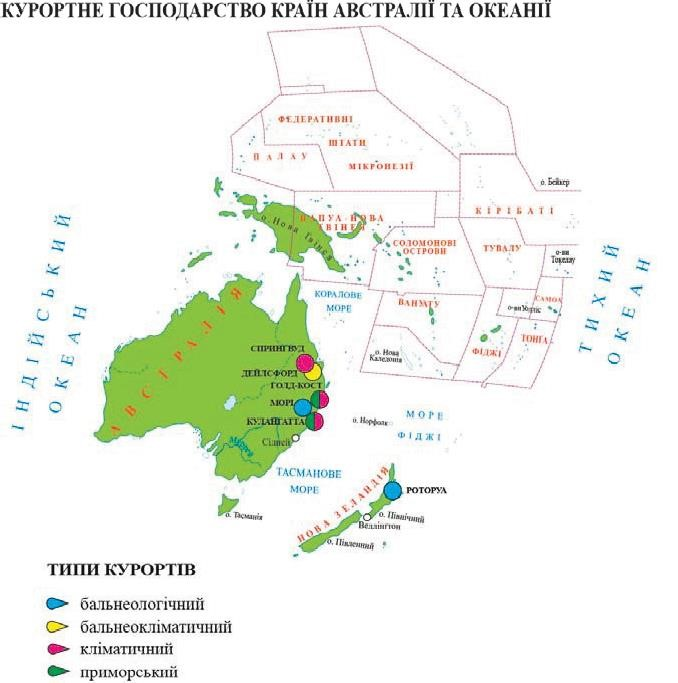 КУРОРТНЕ ГОСПОДАРСТВО КРАЇН АВСТРАЛІЇ ТА ОКЕАНІЇ
ФЕДЕРАТИВНІ
ШТАТИ
МІКРОНЕЗІЇ
ПАЛАУ
о. Бейкер
КІРІБАТІ
ПАПУА-НОВА
ГВІНЕЯ
о. Нова Гвінея
СОЛОМОНОВІ
ОСТРОВИ
ТУВАЛУ
о-ви
Токелау
ІНДІЙСЬКИЙ
ОКЕАН
ТИХИЙ
ОКЕАН
КОРАЛОВЕ
МОРЕ
ВАНУАТУ
САМОА
ФІДЖІ
ТОНГА
о. Нова
Каледонія
АВСТРАЛІЯ
СПРИНГВУД
ДЕЙЛСФОРД
ГОЛД-КОСТ
МОРІ
КУЛАНГАТТА
Сідней
о. Норфолк
МОРЕ
ФІДЖІ
ТАСМАНОВЕ
МОРЕ
о. Тасманія
НОВА ЗЕЛАНДІЯ
РОТОРУА
о. Північний
Веллінгтон
о. Південний
ТИПИ КУРОРТІВ
бальнеологічний
бальнеокліматичний
кліматичний
приморський